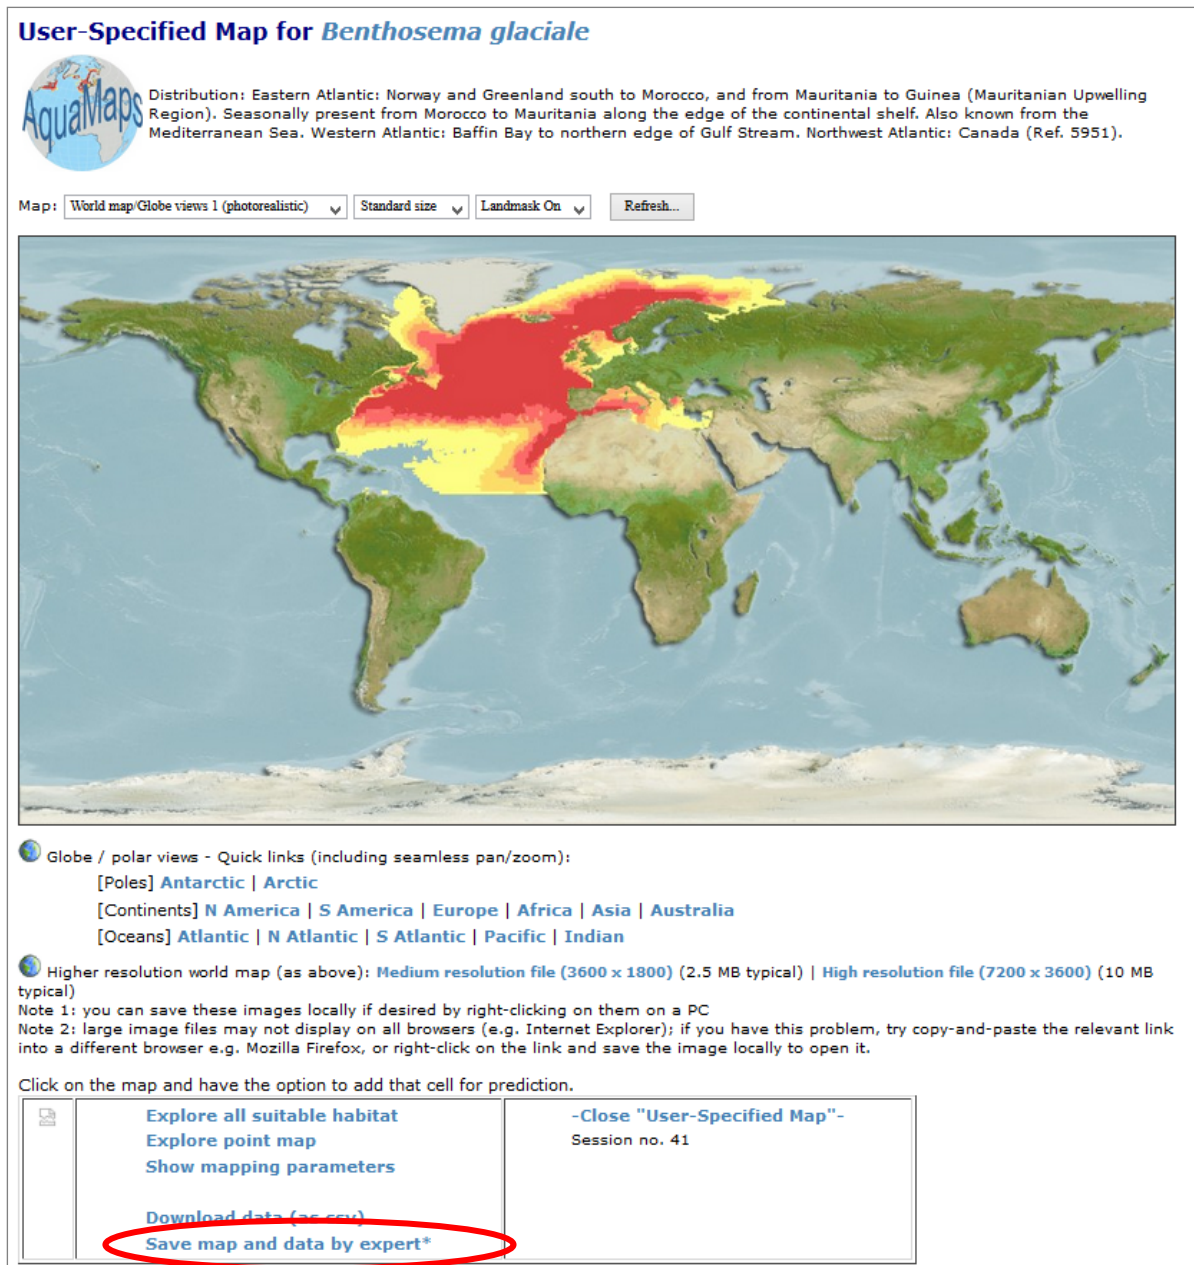 User-Specified Map for Benthosema glaciale
AquaMaps
Distribution: Eastern Atlantic: Norway and Greenland south to Morocco, and from Mauritania to Guinea (Mauritanian Upwelling
Region). Seasonally present from Morocco to Mauritania along the edge of the continental shelf. Also known from the
Mediterranean Sea. Western Atlantic: Baffin Bay to northern edge of Gulf Stream. Northwest Atlantic: Canada (Ref. 5951).
Map: World map/Globe views 1 (photorealistic) Standard size Landmask On Refresh...
Globe / polar views - Quick links (including seamless pan/zoom):
[Poles] Antarctic | Arctic
[Continents] N America | S America | Europe | Africa | Asia | Australia
[Oceans] Atlantic | N Atlantic | S Atlantic | Pacific | Indian
Higher resolution world map (as above): Medium resolution file (3600 x 1800) (2.5 MB typical) | High resolution file (7200 x 3600) (10 MB
typical)
Note 1: you can save these images locally if desired by right-clicking on them on a PC
Note 2: large image files may not display on all browsers (e.g. Internet Explorer); if you have this problem, try copy-and-paste the relevant link
into a different browser e.g. Mozilla Firefox, or right-click on the link and save the image locally to open it.
Click on the map and have the option to add that cell for prediction.
Explore all suitable habitat
Explore point map
Show mapping parameters
Download data (as csv)
Save map and data by expert*
-Close "User-Specified Map"-
Session no. 41